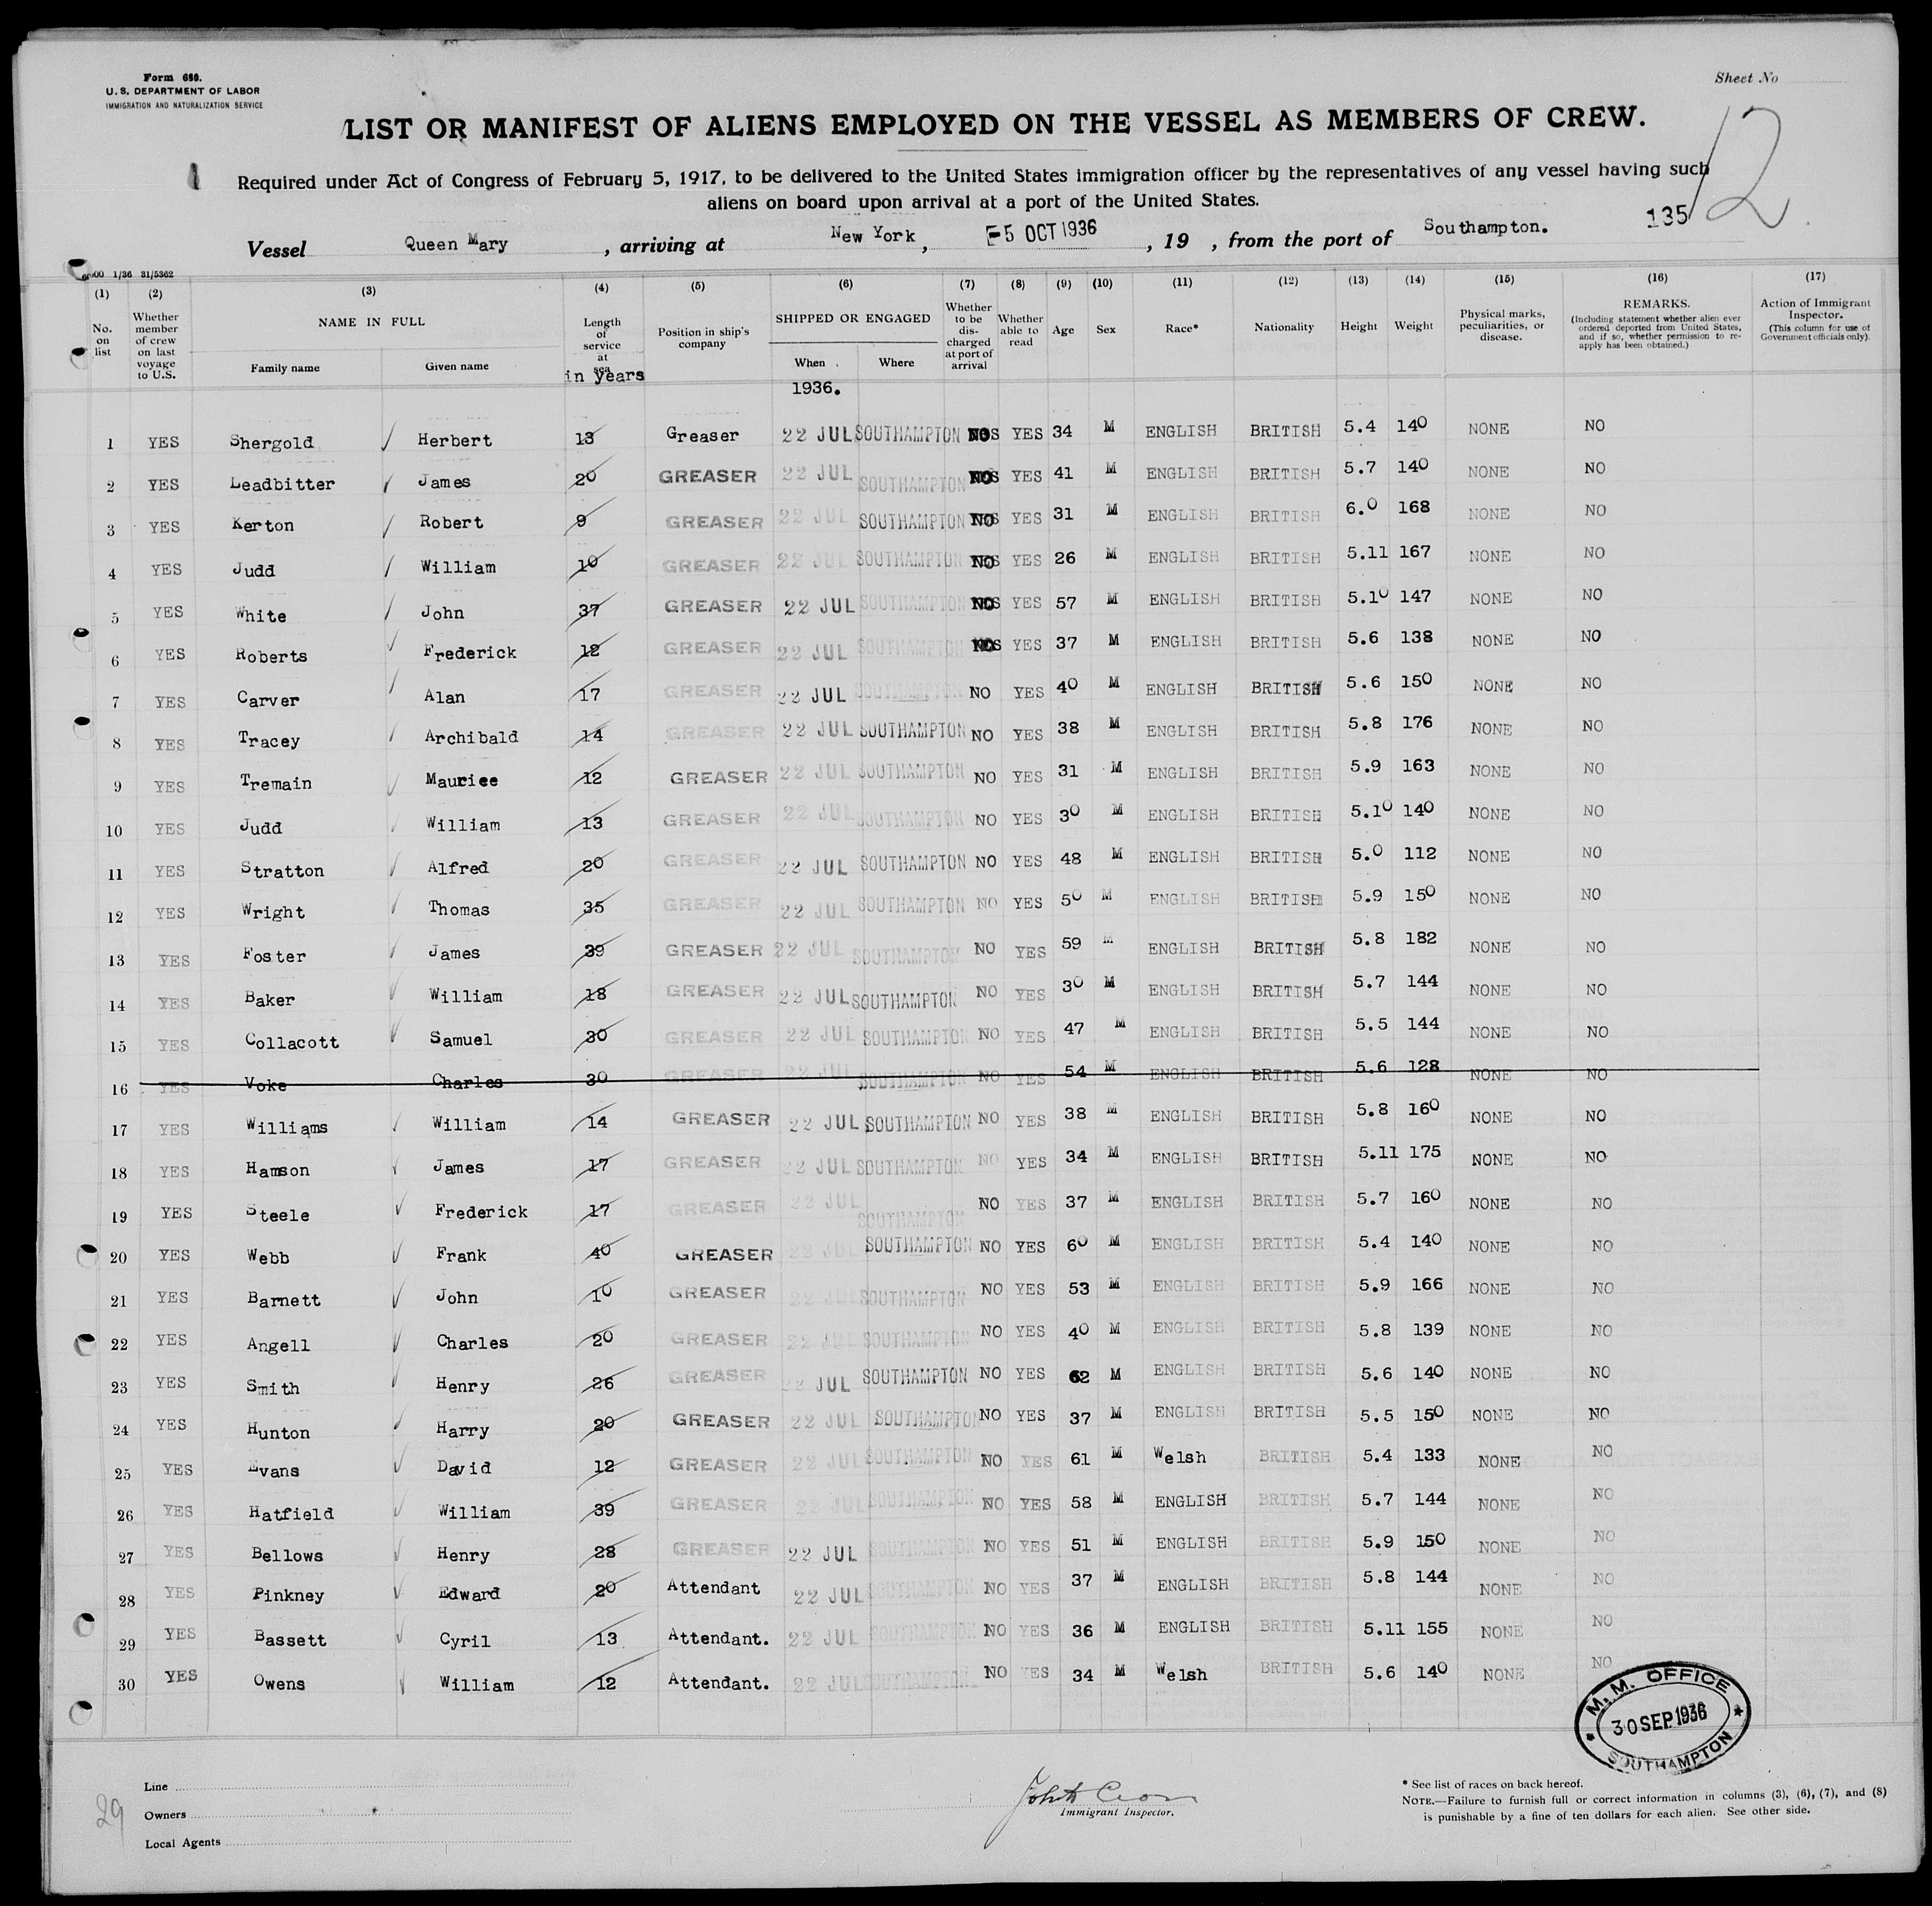 Form 680.
U. S. DEPARTMENT OF LABOR
IMMIGRATION AND NATURALIZATION SERVICE
Sheet No
LIST OR MANIFEST OF ALIENS EMPLOYED ON THE VESSEL AS MEMBERS OF CREW.
12
Required under Act of Congress of February 5, 1917, to be delivered to the United States immigration officer by the representatives of any vessel having such
aliens on board upon arrival at a port of the United States.
135
Vessel Queen Mary, arriving at New York, -5 OCT 1936, 19 , from the port of Southampton.
1/36 31/5362
(1) (2) (3) (4) (5) (6) (7) (8) (9) (10) (11) (12) (13) (14) (15) (16) (17)
No. on list
Whether member of crew on last voyage to U.S.
NAME IN FULL
Family name Given name
Length of service at sea
in years
Position in ship's company
SHIPPED OR ENGAGED
When Where
1936.
Whether to be discharged at port of arrival
Whether able to read
Age
Sex
Race*
Nationality
Height
Weight
Physical marks, peculiarities, or disease.
REMARKS.
(Including statement whether alien ever ordered deported from United States, and if so, whether permission to reapply has been obtained.)
Action of Immigrant Inspector.
(This column for use of Government officials only).
1 YES Shergold Herbert 13 Greaser 22 JUL SOUTHAMPTON NO YES 34 M ENGLISH BRITISH 5.4 140 NONE NO
2 YES Leadbitter James 20 GREASER 22 JUL SOUTHAMPTON NO YES 41 M ENGLISH BRITISH 5.7 140 NONE NO
3 YES Kerton Robert 9 GREASER 22 JUL SOUTHAMPTON NO YES 31 M ENGLISH BRITISH 6.0 168 NONE NO
4 YES Judd William 10 GREASER 22 JUL SOUTHAMPTON NO YES 26 M ENGLISH BRITISH 5.11 167 NONE NO
5 YES White John 37 GREASER 22 JUL SOUTHAMPTON NO YES 57 M ENGLISH BRITISH 5.10 147 NONE NO
6 YES Roberts Frederick 12 GREASER 22 JUL SOUTHAMPTON NO YES 37 M ENGLISH BRITISH 5.6 138 NONE NO
7 YES Carver Alan 17 GREASER 22 JUL SOUTHAMPTON NO YES 40 M ENGLISH BRITISH 5.6 150 NONE NO
8 YES Tracey Archibald 14 GREASER 22 JUL SOUTHAMPTON NO YES 38 M ENGLISH BRITISH 5.8 176 NONE NO
9 YES Tremain Mauriee 12 GREASER 22 JUL SOUTHAMPTON NO YES 31 M ENGLISH BRITISH 5.9 163 NONE NO
10 YES Judd William 13 GREASER 22 JUL SOUTHAMPTON NO YES 30 M ENGLISH BRITISH 5.10 140 NONE NO
11 YES Stratton Alfred 20 GREASER 22 JUL SOUTHAMPTON NO YES 48 M ENGLISH BRITISH 5.0 112 NONE NO
12 YES Wright Thomas 35 GREASER 22 JUL SOUTHAMPTON NO YES 50 M ENGLISH BRITISH 5.9 150 NONE NO
13 YES Foster James 39 GREASER 22 JUL SOUTHAMPTON NO YES 59 M ENGLISH BRITISH 5.8 182 NONE NO
14 YES Baker William 18 GREASER 22 JUL SOUTHAMPTON NO YES 30 M ENGLISH BRITISH 5.7 144 NONE NO
15 YES Collacott Samuel 30 GREASER 22 JUL SOUTHAMPTON NO YES 47 M ENGLISH BRITISH 5.5 144 NONE NO
16 YES Voke Charles 30 GREASER 22 JUL SOUTHAMPTON NO YES 54 M ENGLISH BRITISH 5.6 128 NONE NO
17 YES Williams William 14 GREASER 22 JUL SOUTHAMPTON NO YES 38 M ENGLISH BRITISH 5.8 160 NONE NO
18 YES Hamson James 17 GREASER 22 JUL SOUTHAMPTON NO YES 34 M ENGLISH BRITISH 5.11 175 NONE NO
19 YES Steele Frederick 17 GREASER 22 JUL SOUTHAMPTON NO YES 37 M ENGLISH BRITISH 5.7 160 NONE NO
20 YES Webb Frank 40 GREASER 22 JUL SOUTHAMPTON NO YES 60 M ENGLISH BRITISH 5.4 140 NONE NO
21 YES Barnett John 10 GREASER 22 JUL SOUTHAMPTON NO YES 53 M ENGLISH BRITISH 5.9 166 NONE NO
22 YES Angell Charles 20 GREASER 22 JUL SOUTHAMPTON NO YES 40 M ENGLISH BRITISH 5.8 139 NONE NO
23 YES Smith Henry 26 GREASER 22 JUL SOUTHAMPTON NO YES 62 M ENGLISH BRITISH 5.6 140 NONE NO
24 YES Hunton Harry 20 GREASER 22 JUL SOUTHAMPTON NO YES 37 M ENGLISH BRITISH 5.5 150 NONE NO
25 YES Evans David 12 GREASER 22 JUL SOUTHAMPTON NO YES 61 M Welsh BRITISH 5.4 133 NONE NO
26 YES Hatfield William 39 GREASER 22 JUL SOUTHAMPTON NO YES 58 M ENGLISH BRITISH 5.7 144 NONE NO
27 YES Bellows Henry 28 GREASER 22 JUL SOUTHAMPTON NO YES 51 M ENGLISH BRITISH 5.9 150 NONE NO
28 YES Pinkney Edward 20 Attendant 22 JUL SOUTHAMPTON NO YES 37 M ENGLISH BRITISH 5.8 144 NONE NO
29 YES Bassett Cyril 13 Attendant. 22 JUL SOUTHAMPTON NO YES 36 M ENGLISH BRITISH 5.11 155 NONE NO
30 YES Owens William 12 Attendant. 22 JUL SOUTHAMPTON NO YES 34 M Welsh BRITISH 5.6 140 NONE NO
M. M. OFFICE
30 SEP 1936
SOUTHAMPTON
29
Line
Owners
Local Agents
Immigrant Inspector.
* See list of races on back hereof.
NOTE.—Failure to furnish full or correct information in columns (3), (6), (7), and (8)
is punishable by a fine of ten dollars for each alien. See other side.